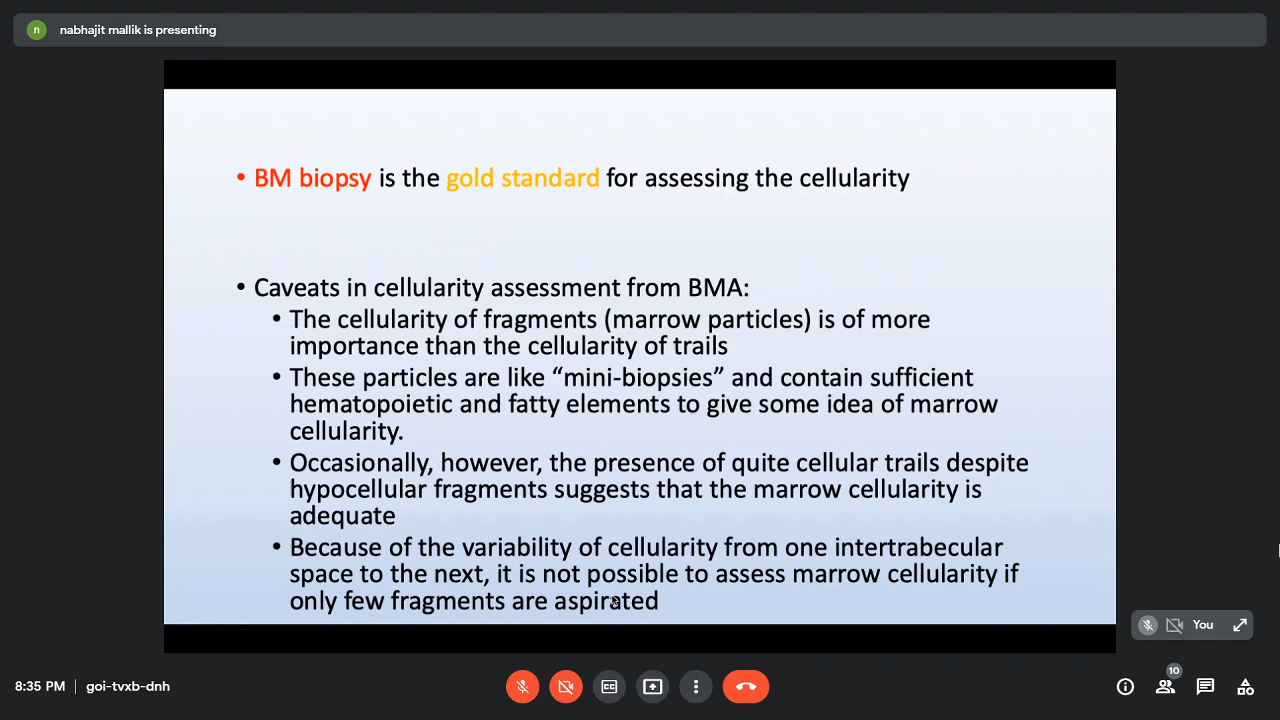 n nabhajit mallik is presenting
• BM biopsy is the gold standard for assessing the cellularity
• Caveats in cellularity assessment from BMA:
• The cellularity of fragments (marrow particles) is of more
importance than the cellularity of trails
• These particles are like “mini-biopsies” and contain sufficient
hematopoietic and fatty elements to give some idea of marrow
cellularity.
• Occasionally, however, the presence of quite cellular trails despite
hypocellular fragments suggests that the marrow cellularity is
adequate
• Because of the variability of cellularity from one intertrabecular
space to the next, it is not possible to assess marrow cellularity if
only few fragments are aspirated
You
8:35 PM | goi-tvxb-dnh
CC
10